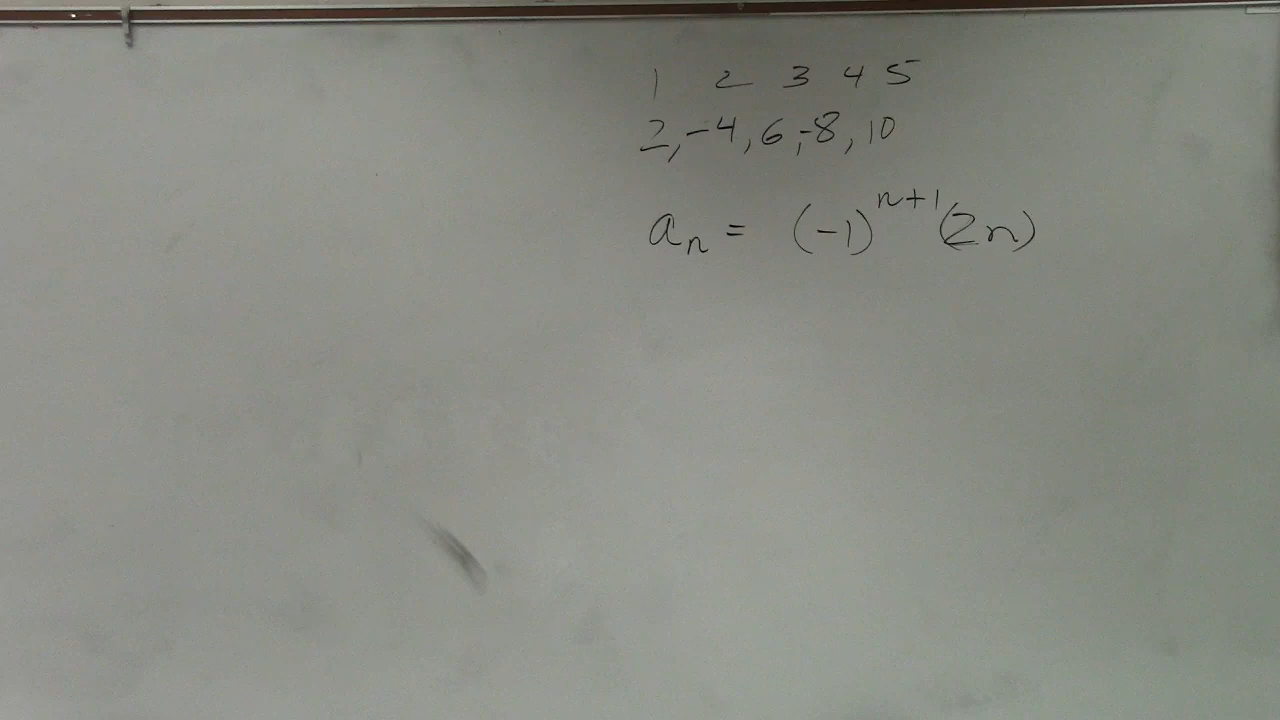 1 2 3 4 5
2, -4, 6, -8, 10
aₙ = (-1)ⁿ⁺¹(2n)